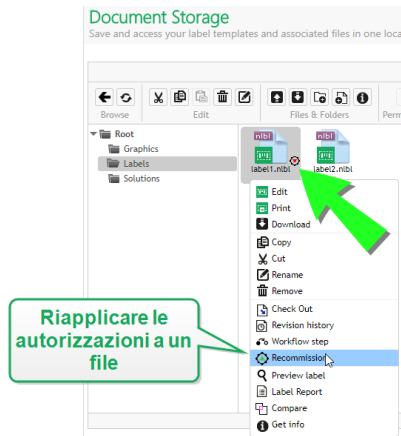 Document Storage
Save and access your label templates and associated files in one loca
Browse Edit Files & Folders Perm
Root
Graphics
Labels
Solutions
nlbl nlbl
label1.nlbl label2.nlbl
Edit
Print
Download
Copy
Cut
Rename
Remove
Check Out
Revision history
Workflow step
Recommission
Preview label
Label Report
Compare
Get info
Riapplicare le
autorizzazioni a un
file